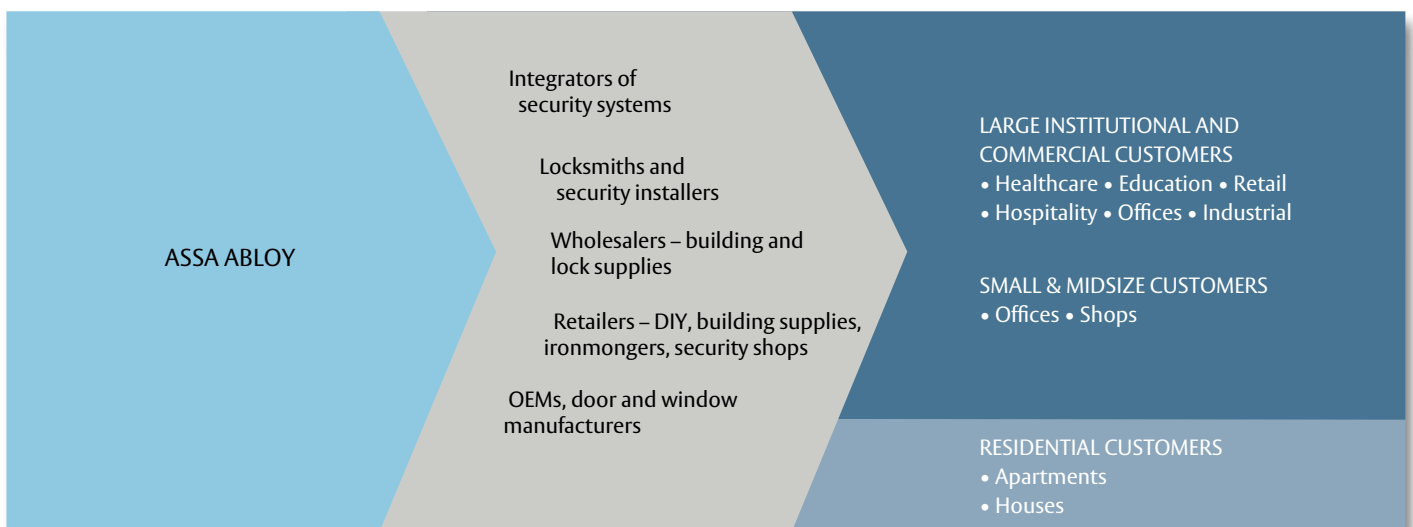 ASSA ABLOY
Integrators of
security systems
Locksmiths and
security installers
Wholesalers – building and
lock supplies
Retailers – DIY, building supplies,
ironmongers, security shops
OEMs, door and window
manufacturers
LARGE INSTITUTIONAL AND
COMMERCIAL CUSTOMERS
• Healthcare • Education • Retail
• Hospitality • Offices • Industrial
SMALL & MIDSIZE CUSTOMERS
• Offices • Shops
RESIDENTIAL CUSTOMERS
• Apartments
• Houses